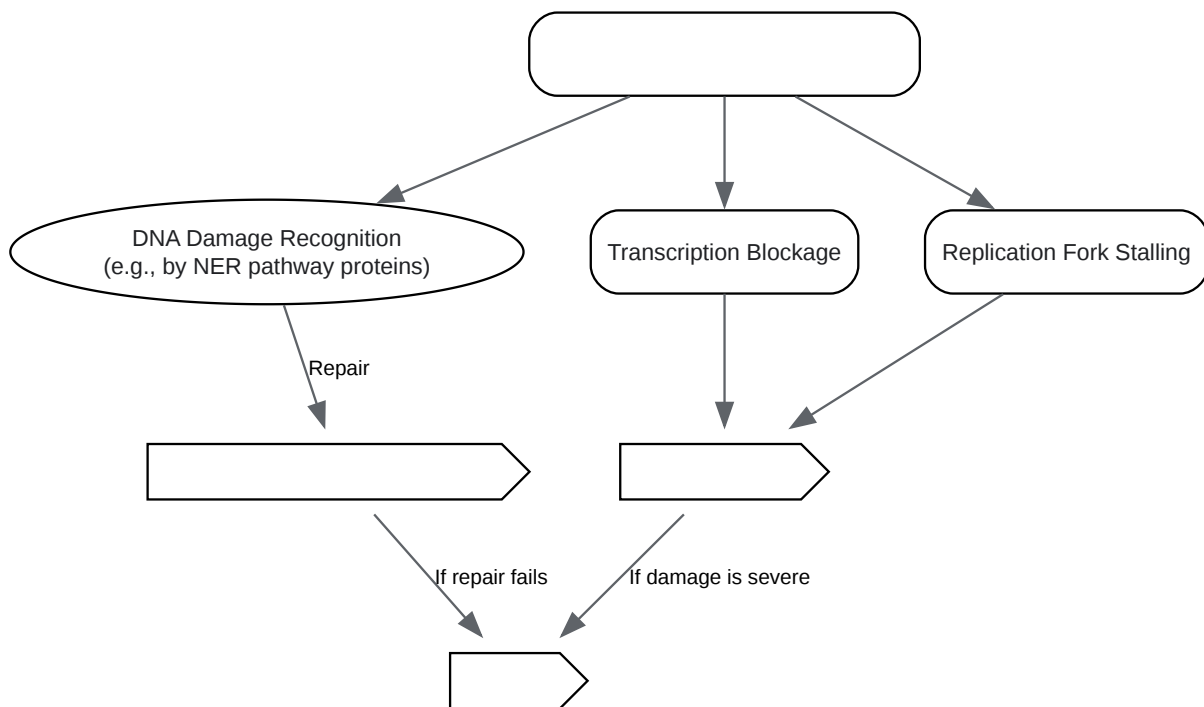 DNA Damage Recognition
(e.g., by NER pathway proteins)
Transcription Blockage
Replication Fork Stalling
Repair
If repair fails
If damage is severe